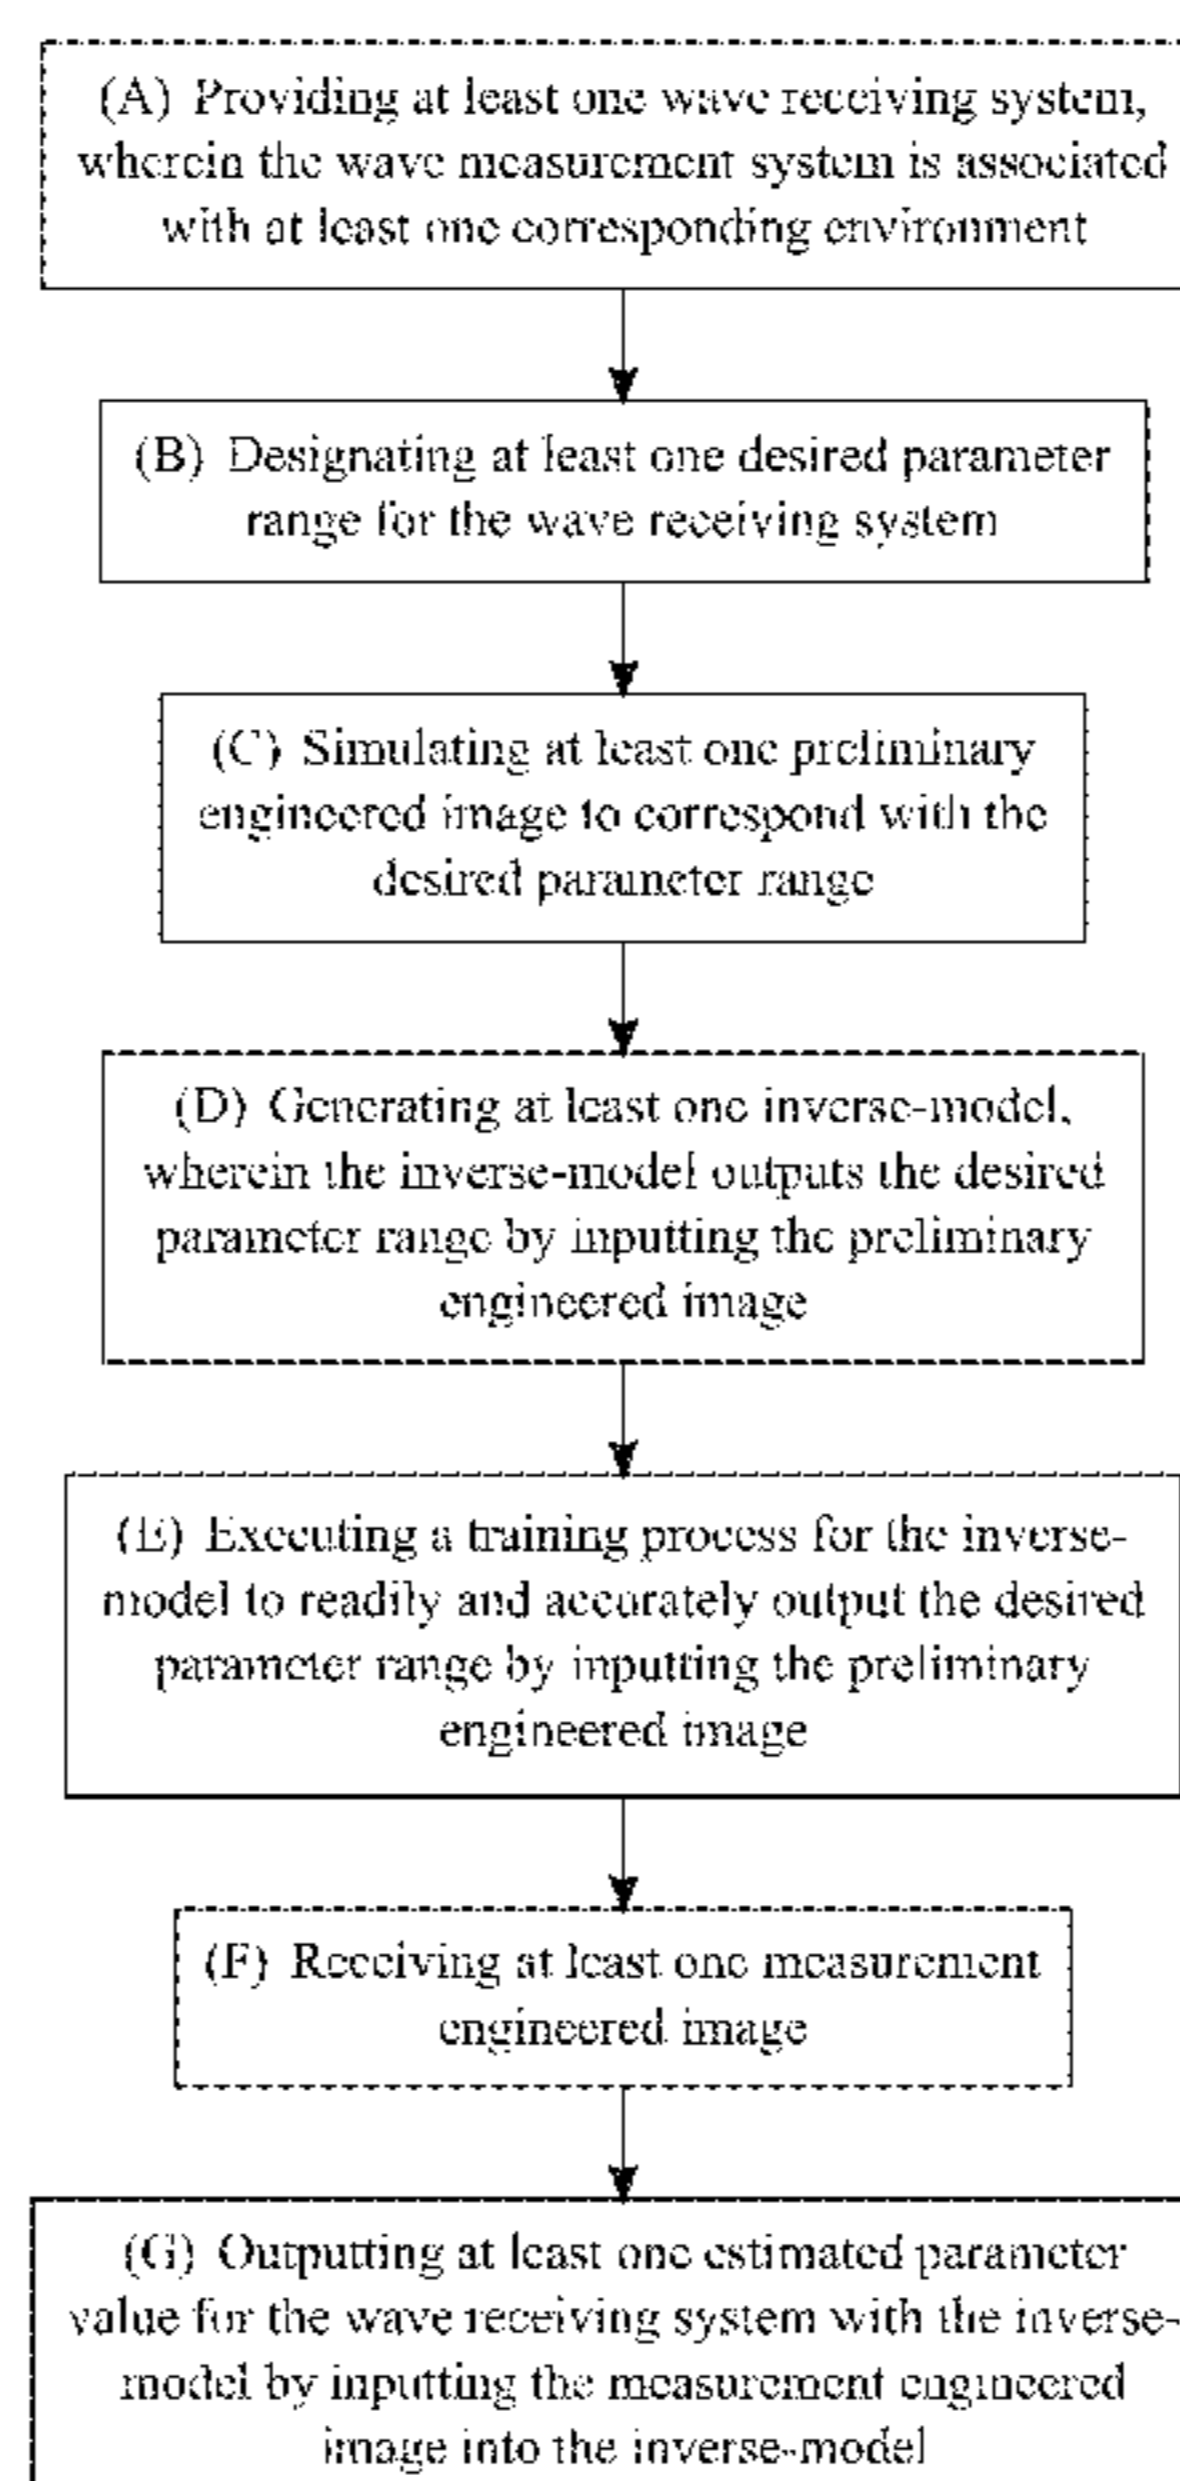 (A) Providing at least one wave receiving system,
wherein the wave measurement system is associated
with at least one corresponding environment
(B) Designating at least one desired parameter
range for the wave receiving system
(C) Simulating at least one preliminary
engineered image to correspond with the
desired parameter range
(D) Generating at least one inverse-model,
wherein the inverse-model outputs the desired
parameter range by inputting the preliminary
engineered image
(E) Executing a training process for the inverse-
model to readily and accurately output the desired
parameter range by inputting the preliminary
engineered image
(F) Receiving at least one measurement
engineered image
(G) Outputting at least one estimated parameter
value for the wave receiving system with the inverse-
model by inputting the measurement engineered
image into the inverse-model